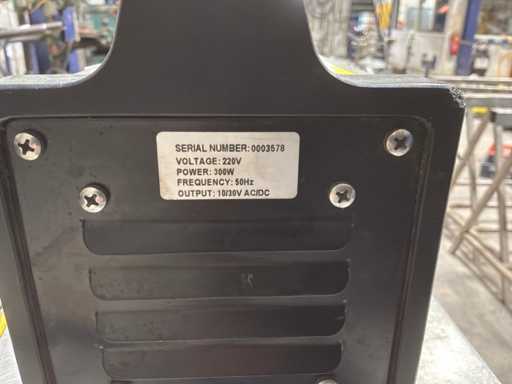 SERIAL NUMBER: 0003578
VOLTAGE: 220V
POWER: 300W
FREQUENCY: 50Hz
OUTPUT: 10/30V AC/DC